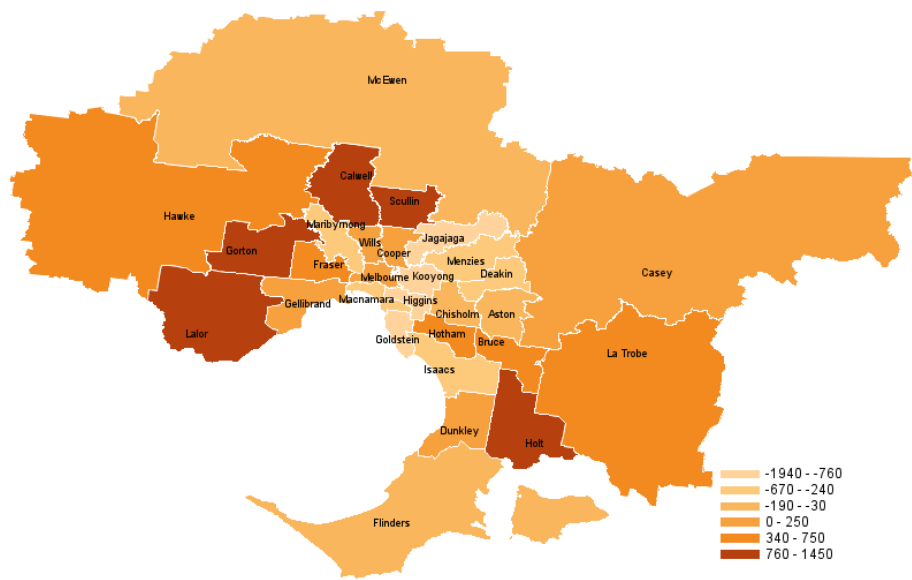 McEwen
Calwell
Scullin
Hawke
Maribyrnong
Wills
Jagajaga
Gorton
Cooper
Menzies
Fraser
Melbourne
Kooyong
Deakin
Casey
Macnamara
Higgins
Gellibrand
Chisholm
Aston
Lalor
Hotham
Goldstein
Bruce
La Trobe
Isaacs
Dunkley
Holt
-1940 - -760
-670 - -240
-190 - -30
0 - 250
340 - 750
760 - 1450
Flinders